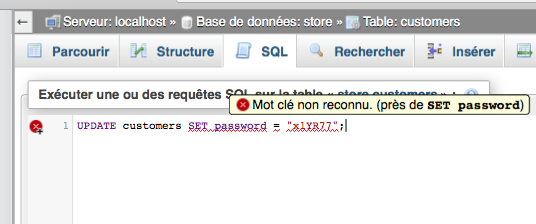 Serveur: localhost » Base de données: store » Table: customers
Parcourir Structure SQL Rechercher Insérer
Exécuter une ou des requêtes SQL sur la table « store.customers » :
Mot clé non reconnu. (près de SET password)
1 UPDATE customers SET password = "x1YR77";